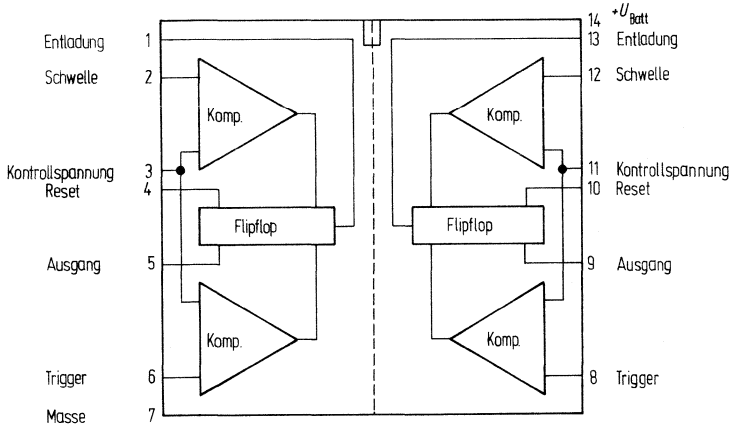 14 +U Batt
Entladung 1
13 Entladung
Schwelle 2
12 Schwelle
Komp.
Komp.
Kontrollspannung 3
11 Kontrollspannung
Reset 4
10 Reset
Flipflop
Flipflop
Ausgang 5
9 Ausgang
Komp.
Komp.
Trigger 6
8 Trigger
Masse 7